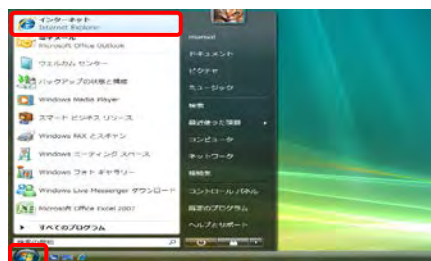 インターネット
Internet Explorer
電子メール
Microsoft Office Outlook
ウェルカム センター
バックアップの状態と構成
Windows Media Player
スマート ビジネス リソース
Windows FAX とスキャン
Windows ミーティング スペース
Windows フォト ギャラリー
Windows Live Messenger ダウンロード
Microsoft Office Excel 2007
すべてのプログラム
検索の開始
ドキュメント
ピクチャ
ミュージック
検索
最近使った項目
コンピュータ
ネットワーク
接続先
コントロール パネル
既定のプログラム
ヘルプとサポート